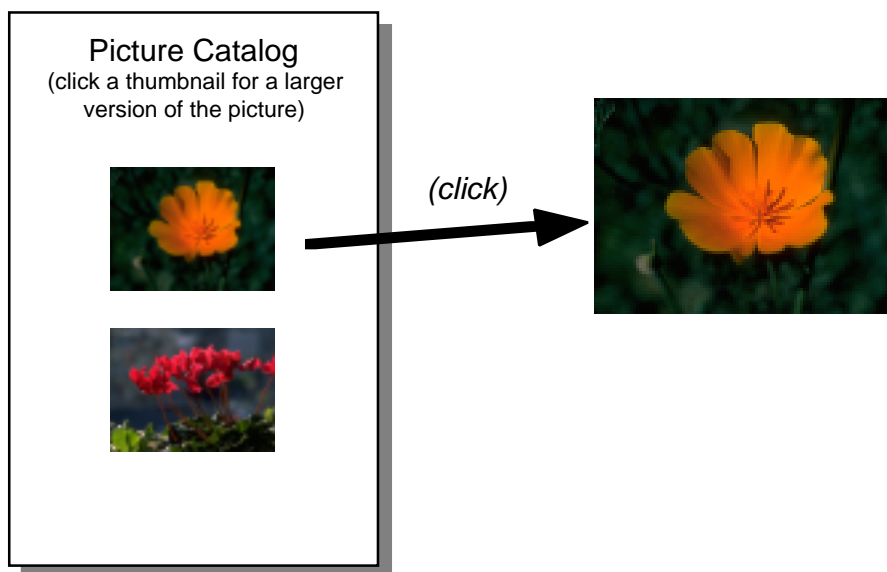 Picture Catalog
(click a thumbnail for a larger
version of the picture)
(click)